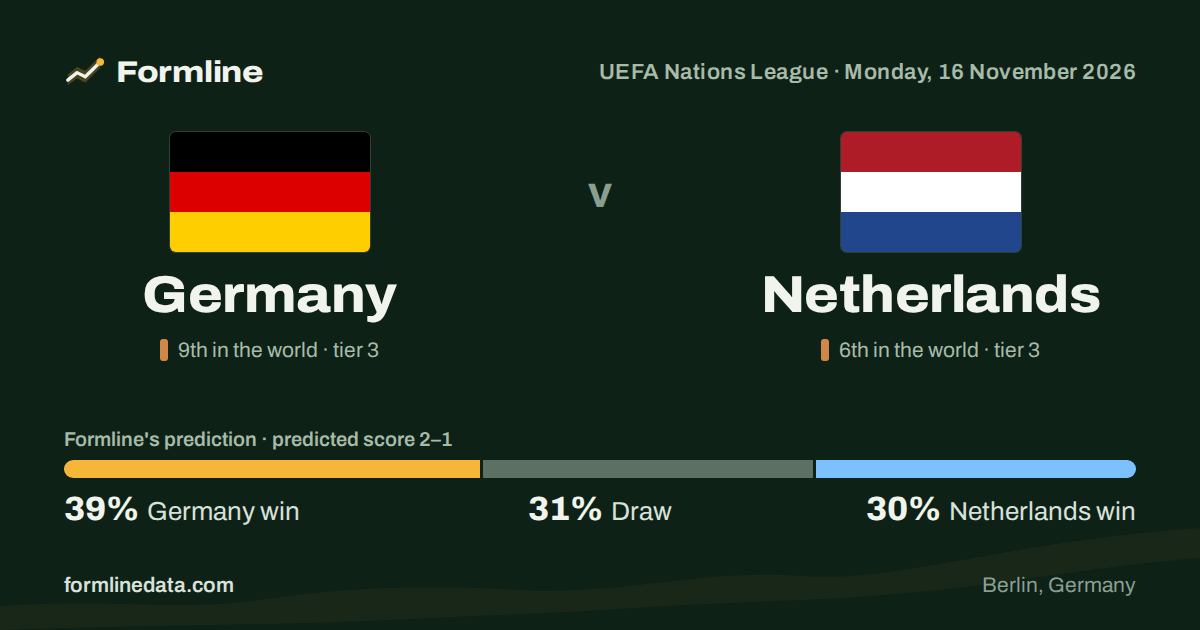 Formline
UEFA Nations League · Monday, 16 November 2026
v
Germany
Netherlands
9th in the world · tier 3
6th in the world · tier 3
Formline's prediction · predicted score 2–1
39% Germany win
31% Draw
30% Netherlands win
formlinedata.com
Berlin, Germany